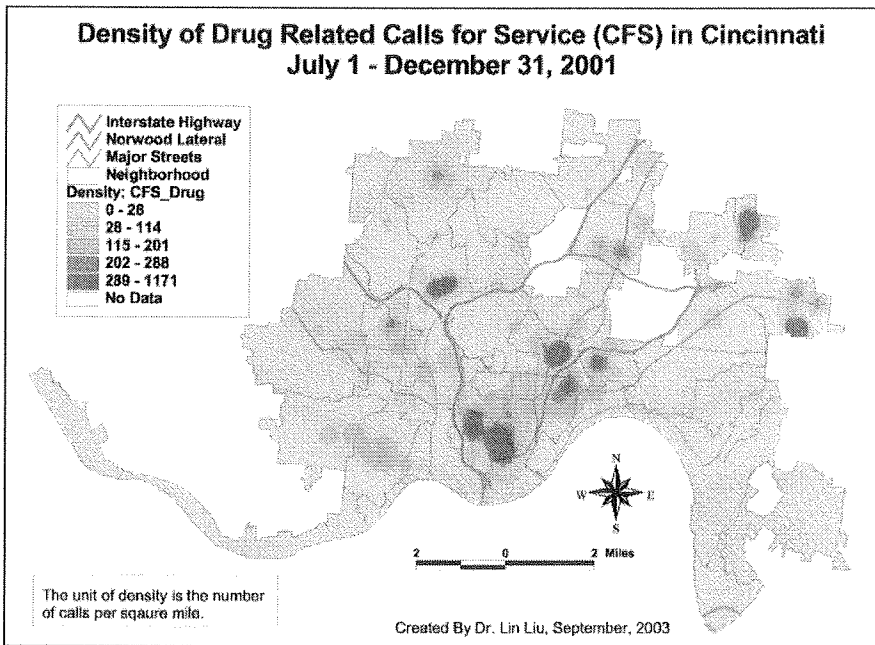 Density of Drug Related Calls for Service (CFS) in Cincinnati
July 1 - December 31, 2001
Interstate Highway
Norwood Lateral
Major Streets
Neighborhood
Density: CFS_Drug
0 - 28
28 - 114
115 - 201
202 - 288
289 - 1171
No Data
N
W E
S
2 0 2 Miles
The unit of density is the number
of calls per sqaure mile.
Created By Dr. Lin Liu, September, 2003